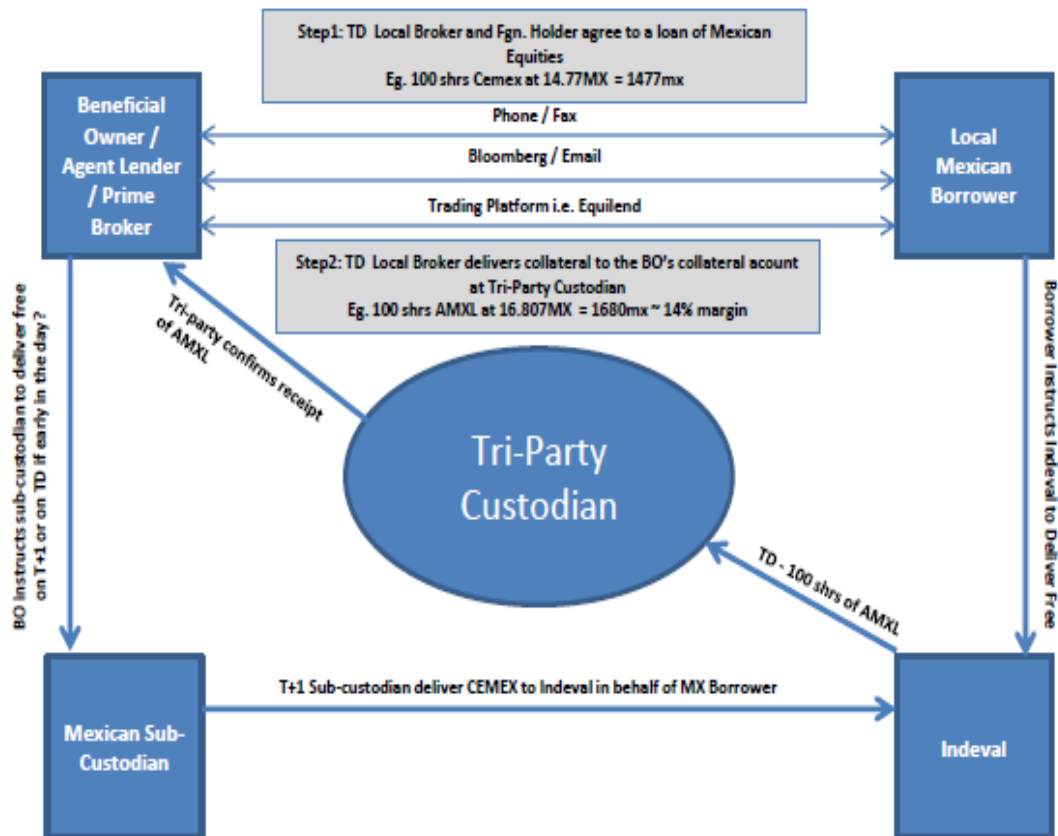 Step1: TD Local Broker and Fgn. Holder agree to a loan of Mexican
Equities
Eg. 100 shrs Cemex at 14.77MX = 1477mx
Beneficial
Owner /
Agent Lender
/ Prime
Broker
Phone / Fax
Bloomberg / Email
Trading Platform i.e. Equilend
Local
Mexican
Borrower
Step2: TD Local Broker delivers collateral to the BO's collateral acount
at Tri-Party Custodian
Eg. 100 shrs AMXL at 16.807MX = 1680mx ~ 14% margin
BO instructs sub-custodian to deliver free
on T+1 or on TD if early in the day?
Tri-party confirms receipt
of AMXL
Tri-Party
Custodian
Borrower Instructs Indeval to Deliver Free
TD - 100 shrs of AMXL
T+1 Sub-custodian deliver CEMEX to Indeval in behalf of MX Borrower
Mexican Sub-
Custodian
Indeval